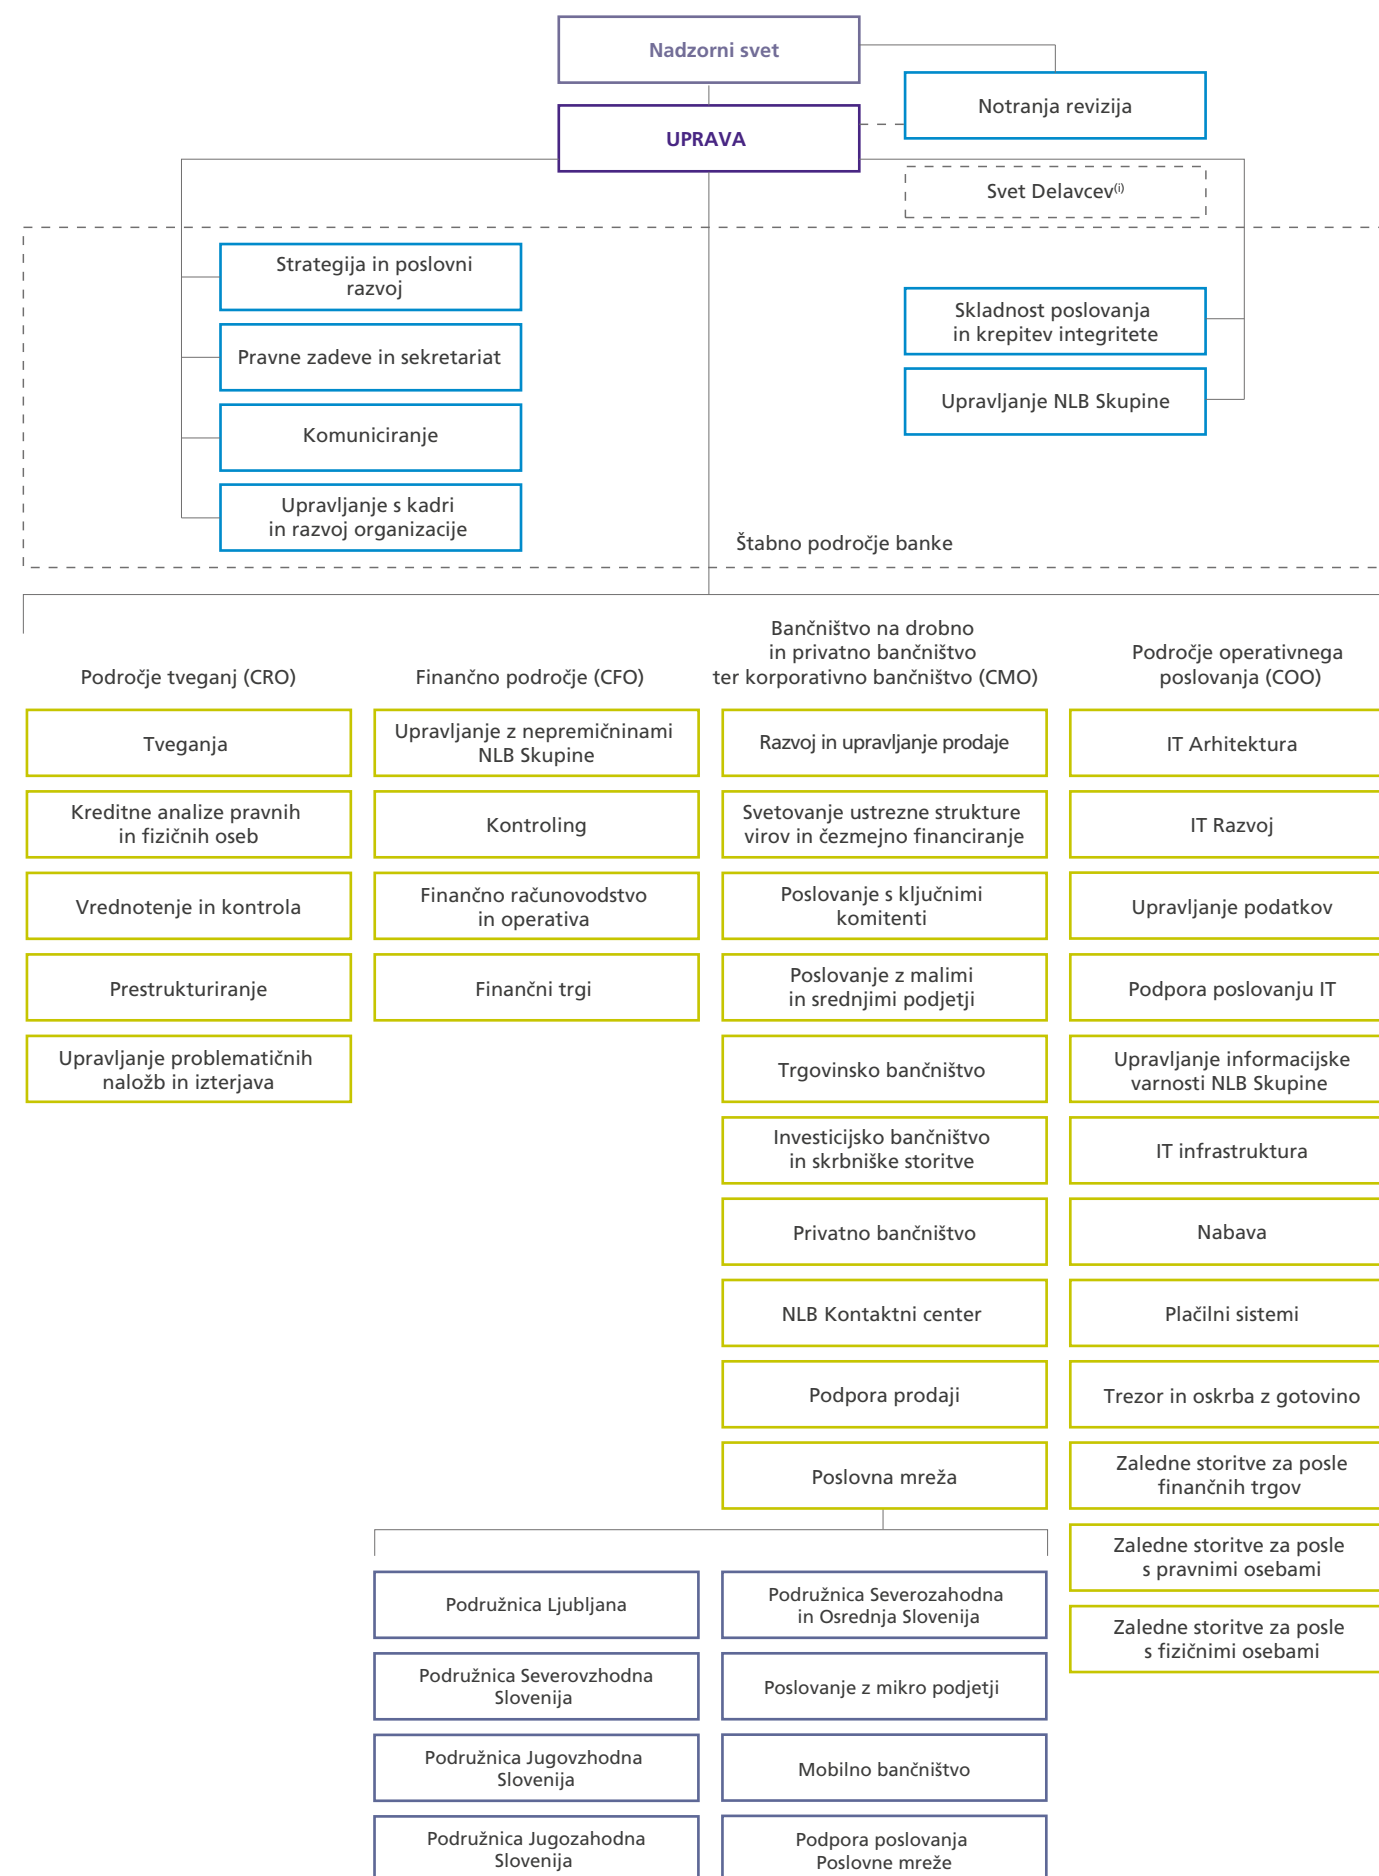 Nadzorni svet
Notranja revizija
UPRAVA
Svet Delavcev(i)
Strategija in poslovni
razvoj
Pravne zadeve in sekretariat
Komuniciranje
Upravljanje s kadri
in razvoj organizacije
Skladnost poslovanja
in krepitev integritete
Upravljanje NLB Skupine
Štabno področje banke
Področje tveganj (CRO)
Tveganja
Kreditne analize pravnih
in fizičnih oseb
Vrednotenje in kontrola
Prestrukturiranje
Upravljanje problematičnih
naložb in izterjava
Finančno področje (CFO)
Upravljanje z nepremičninami
NLB Skupine
Kontroling
Finančno računovodstvo
in operativa
Finančni trgi
Bančništvo na drobno
in privatno bančništvo
ter korporativno bančništvo (CMO)
Razvoj in upravljanje prodaje
Svetovanje ustrezne strukture
virov in čezmejno financiranje
Poslovanje s ključnimi
komitenti
Poslovanje z malimi
in srednjimi podjetji
Trgovinsko bančništvo
Investicijsko bančništvo
in skrbniške storitve
Privatno bančništvo
NLB Kontaktni center
Podpora prodaji
Poslovna mreža
Podružnica Ljubljana
Podružnica Severovzhodna
Slovenija
Podružnica Jugovzhodna
Slovenija
Podružnica Jugozahodna
Slovenija
Podružnica Severozahodna
in Osrednja Slovenija
Poslovanje z mikro podjetji
Mobilno bančništvo
Podpora poslovanja
Poslovne mreže
Področje operativnega
poslovanja (COO)
IT Arhitektura
IT Razvoj
Upravljanje podatkov
Podpora poslovanju IT
Upravljanje informacijske
varnosti NLB Skupine
IT infrastruktura
Nabava
Plačilni sistemi
Trezor in oskrba z gotovino
Zaledne storitve za posle
finančnih trgov
Zaledne storitve za posle
s pravnimi osebami
Zaledne storitve za posle
s fizičnimi osebami